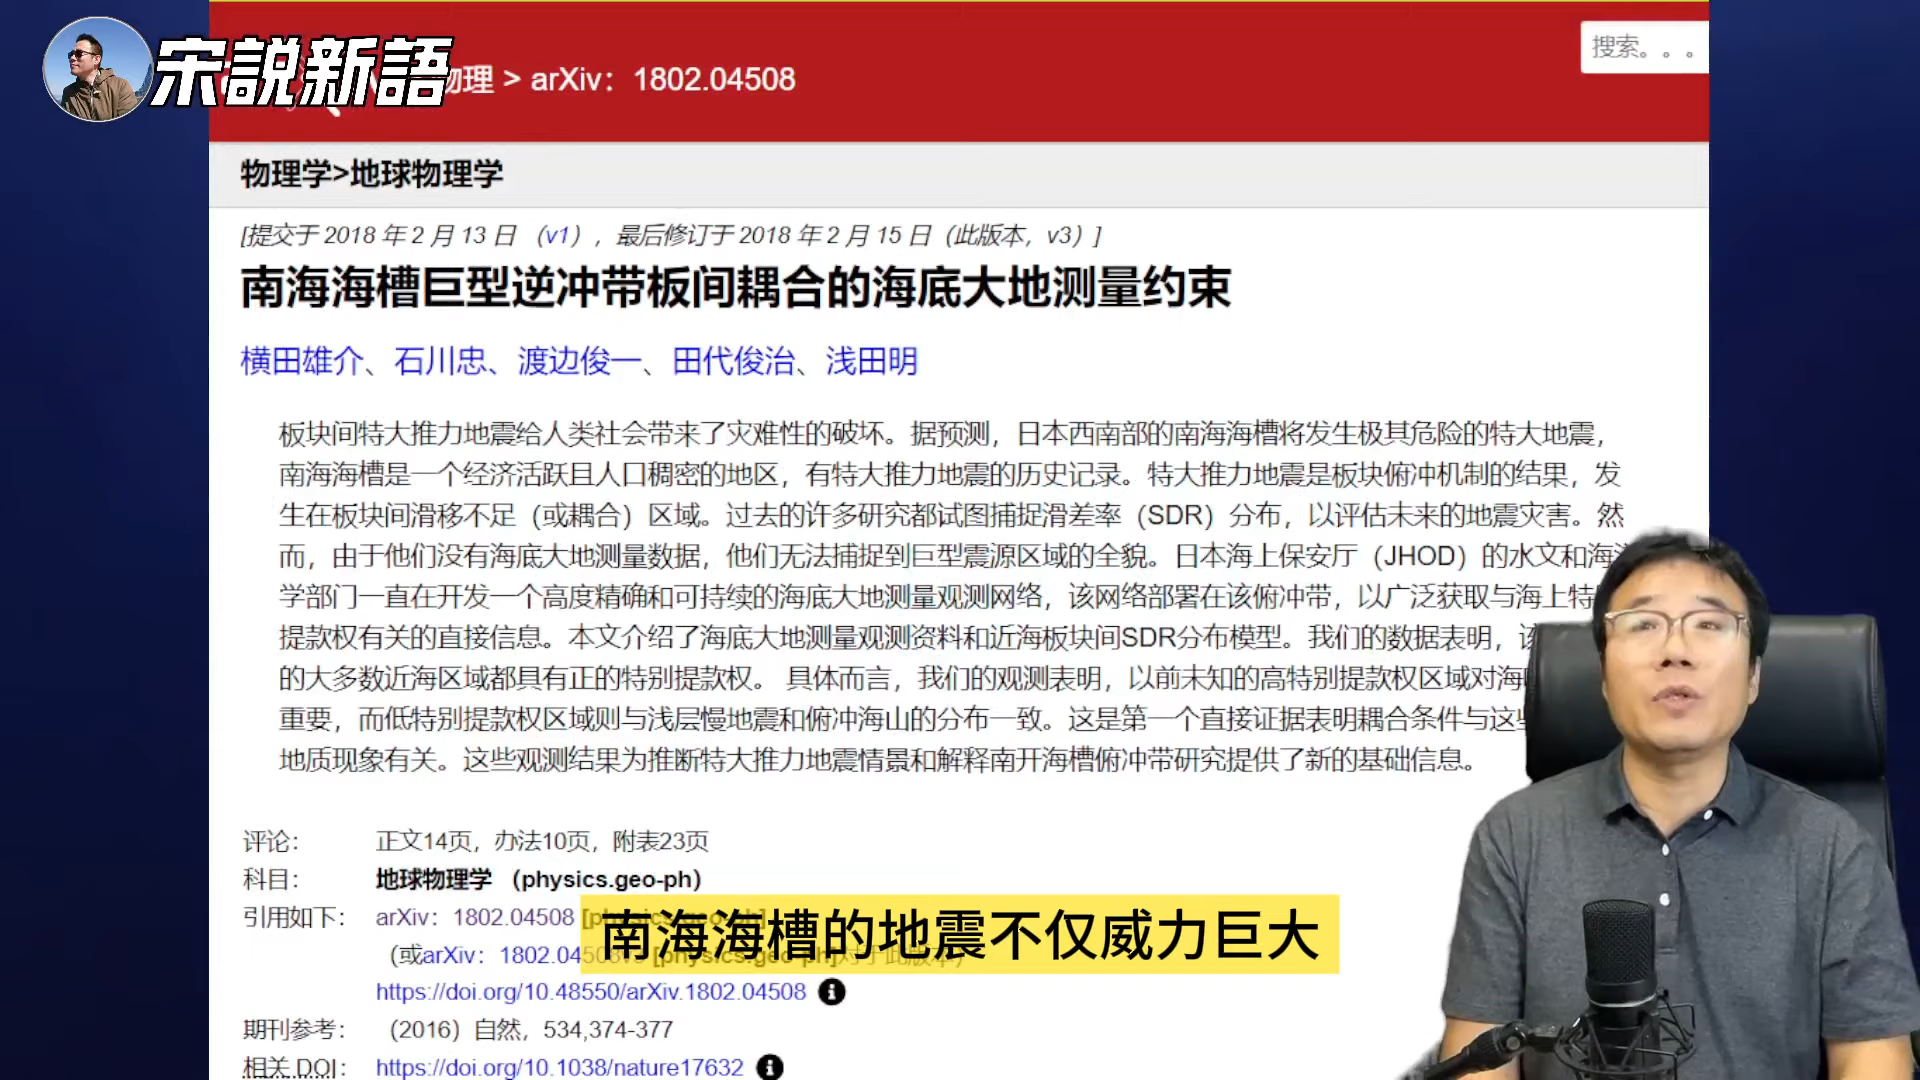 宋説新語
物理 > arXiv：1802.04508
搜索。。。
物理学>地球物理学
[提交于 2018 年 2 月 13 日 （v1），最后修订于 2018 年 2 月 15 日（此版本，v3）]
南海海槽巨型逆冲带板间耦合的海底大地测量约束
横田雄介、石川忠、渡边俊一、田代俊治、浅田明
板块间特大推力地震给人类社会带来了灾难性的破坏。据预测，日本西南部的南海海槽将发生极其危险的特大地震，
南海海槽是一个经济活跃且人口稠密的地区，有特大推力地震的历史记录。特大推力地震是板块俯冲机制的结果，发
生在板块间滑移不足（或耦合）区域。过去的许多研究都试图捕捉滑差率（SDR）分布，以评估未来的地震灾害。然
而，由于他们没有海底大地测量数据，他们无法捕捉到巨型震源区域的全貌。日本海上保安厅（JHOD）的水文和海
学部门一直在开发一个高度精确和可持续的海底大地测量观测网络，该网络部署在该俯冲带，以广泛获取与海上特
提款权有关的直接信息。本文介绍了海底大地测量观测资料和近海板块间SDR分布模型。我们的数据表明，该
的大多数近海区域都具有正的特别提款权。 具体而言，我们的观测表明，以前未知的高特别提款权区域对海
重要，而低特别提款权区域则与浅层慢地震和俯冲海山的分布一致。这是第一个直接证据表明耦合条件与这些
地质现象有关。这些观测结果为推断特大推力地震情景和解释南开海槽俯冲带研究提供了新的基础信息。
评论： 正文14页，办法10页，附表23页
科目： 地球物理学 （physics.geo-ph）
引用如下： arXiv：1802.04508 [physics.geo-ph]
（或arXiv：1802.04508v3 [physics.geo-ph]对于此版本）
南海海槽的地震不仅威力巨大
https://doi.org/10.48550/arXiv.1802.04508
期刊参考： （2016）自然，534,374-377
相关 DOI： https://doi.org/10.1038/nature17632